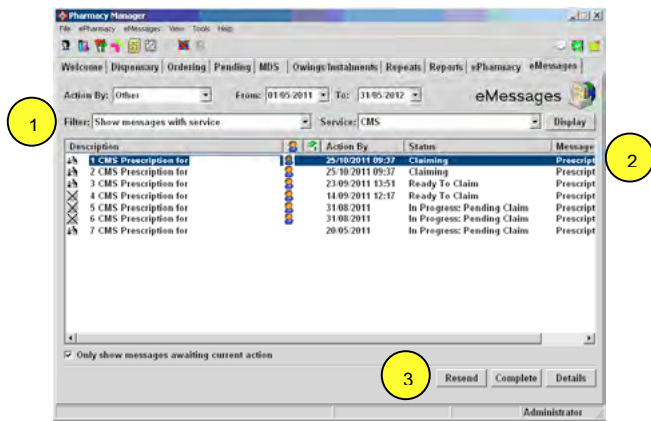 Pharmacy Manager
File ePharmacy eMessages View Tools Help
Welcome Dispensary Ordering Pending MDS Owings/Instalments Repeats Reports ePharmacy eMessages
Action By: Other From: 01/05/2011 To: 31/05/2012 eMessages
1 Filter: Show messages with service Service: CMS Display
Description Action By Status Message
2
1 CMS Prescription for 25/10/2011 09:37 Claiming Prescript
2 CMS Prescription for 25/10/2011 09:37 Claiming Prescript
3 CMS Prescription for 23/09/2011 13:51 Ready To Claim Prescript
4 CMS Prescription for 14/09/2011 12:17 Ready To Claim Prescript
5 CMS Prescription for 31/08/2011 In Progress: Pending Claim Prescript
6 CMS Prescription for 31/08/2011 In Progress: Pending Claim Prescript
7 CMS Prescription for 20/05/2011 In Progress: Pending Claim Prescript
Only show messages awaiting current action
3 Resend Complete Details
Administrator